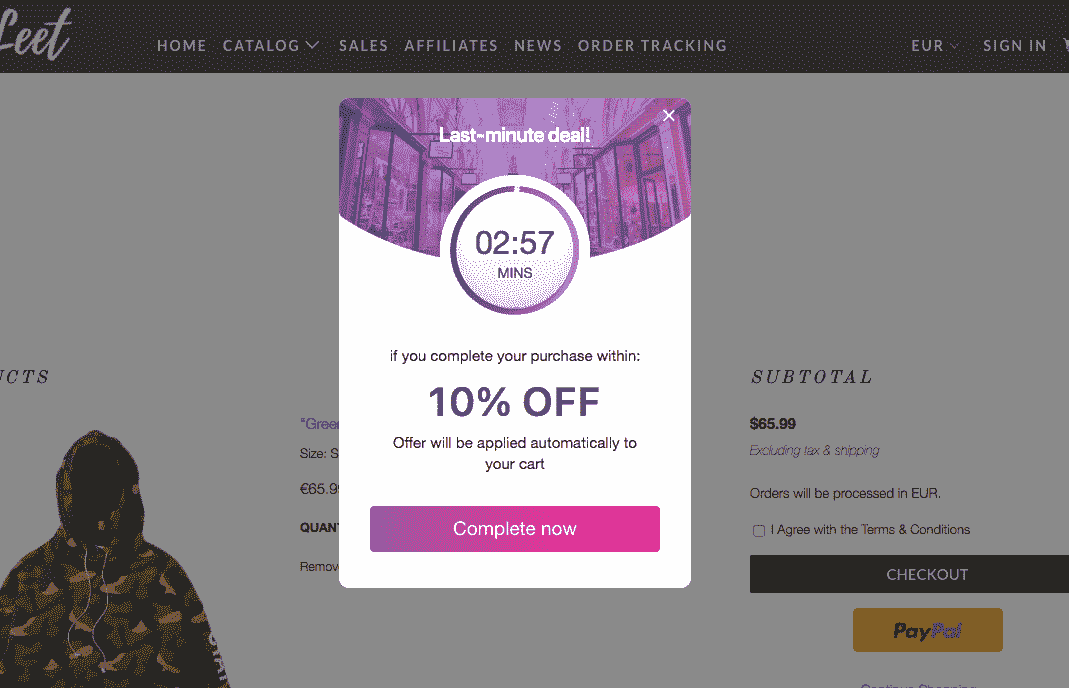 Leet
HOME CATALOG SALES AFFILIATES NEWS ORDER TRACKING EUR SIGN IN
Last-minute deal!
02:57
MINS
if you complete your purchase within:
10% OFF
Offer will be applied automatically to
your cart
Complete now
Size:
€65.9
QUAN
Remov
SUBTOTAL
$65.99
Excluding tax & shipping
Orders will be processed in EUR.
I Agree with the Terms & Conditions
CHECKOUT
PayPal